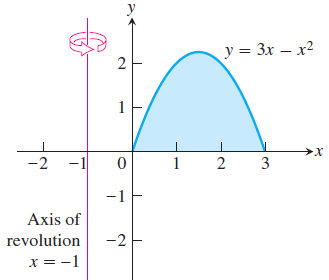 y
y = 3x – x²
2
1
–2 –1 0 1 2 3 x
–1
Axis of
revolution
x = –1
–2